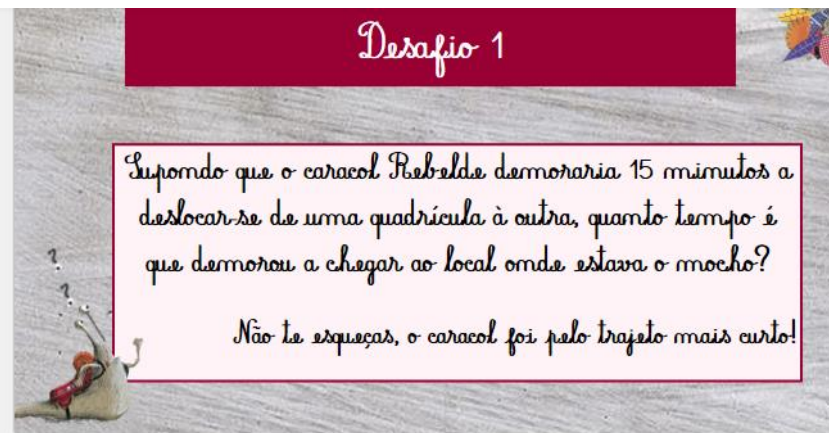 Desafio 1
Supondo que o caracol Rebelde demoraria 15 minutos a
deslocar-se de uma quadrícula à outra, quanto tempo é
que demorou a chegar ao local onde estava o mocho?
Não te esqueças, o caracol foi pelo trajeto mais curto!
? 
?